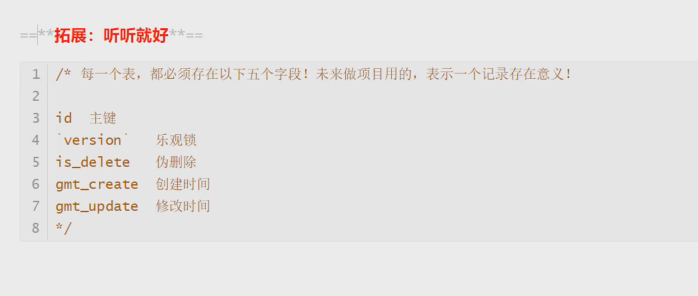 ==**拓展：听听就好**==
1 /* 每一个表，都必须存在以下五个字段！未来做项目用的，表示一个记录存在意义！
2
3 id 主键
4 `version` 乐观锁
5 is_delete 伪删除
6 gmt_create 创建时间
7 gmt_update 修改时间
8 */